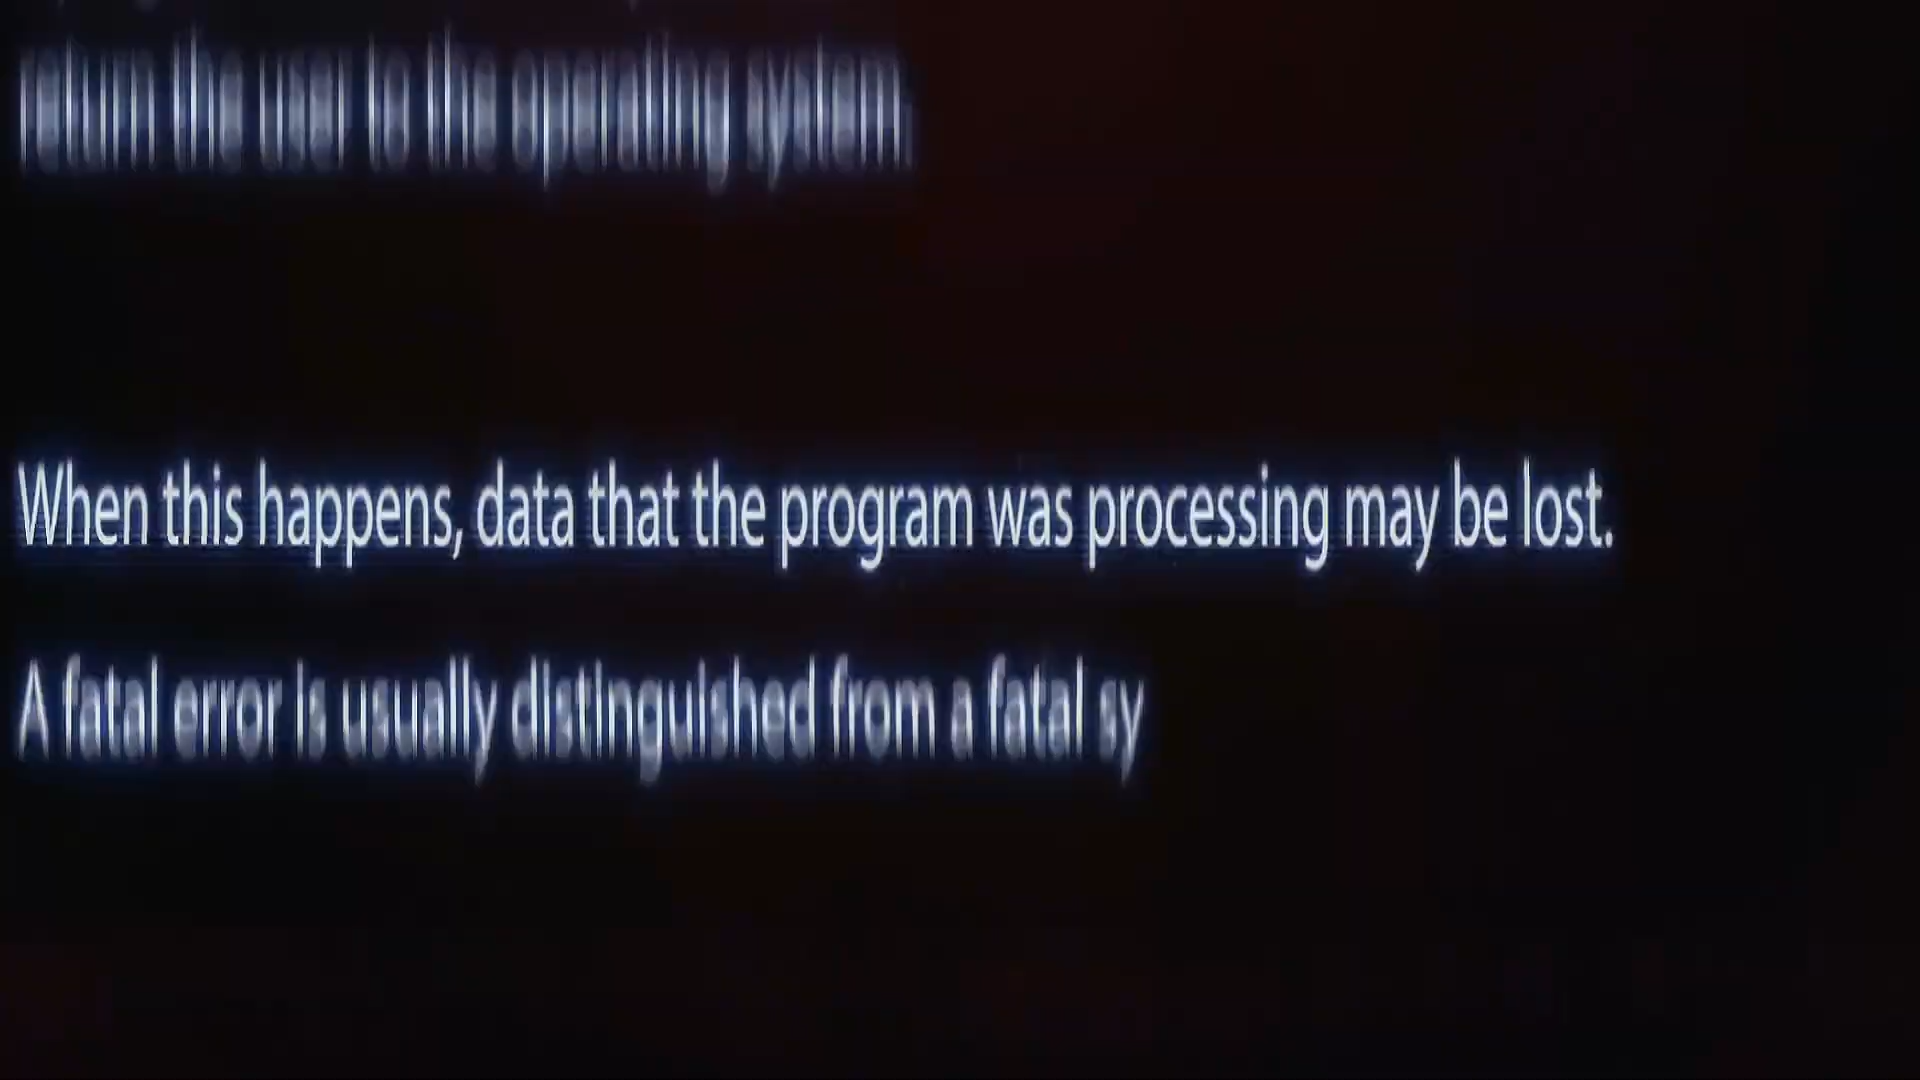 return the user to the operating system.
When this happens, data that the program was processing may be lost.
A fatal error is usually distinguished from a fatal sy